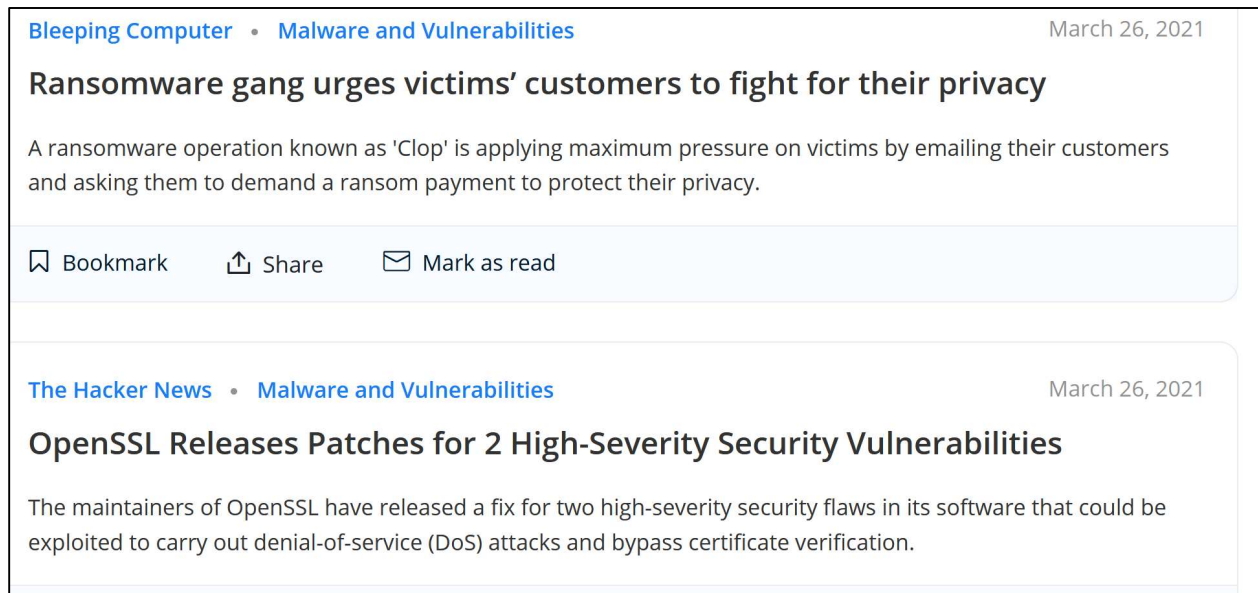 Bleeping Computer • Malware and Vulnerabilities March 26, 2021
Ransomware gang urges victims’ customers to fight for their privacy
A ransomware operation known as 'Clop' is applying maximum pressure on victims by emailing their customers
and asking them to demand a ransom payment to protect their privacy.
Bookmark Share Mark as read
The Hacker News • Malware and Vulnerabilities March 26, 2021
OpenSSL Releases Patches for 2 High-Severity Security Vulnerabilities
The maintainers of OpenSSL have released a fix for two high-severity security flaws in its software that could be
exploited to carry out denial-of-service (DoS) attacks and bypass certificate verification.